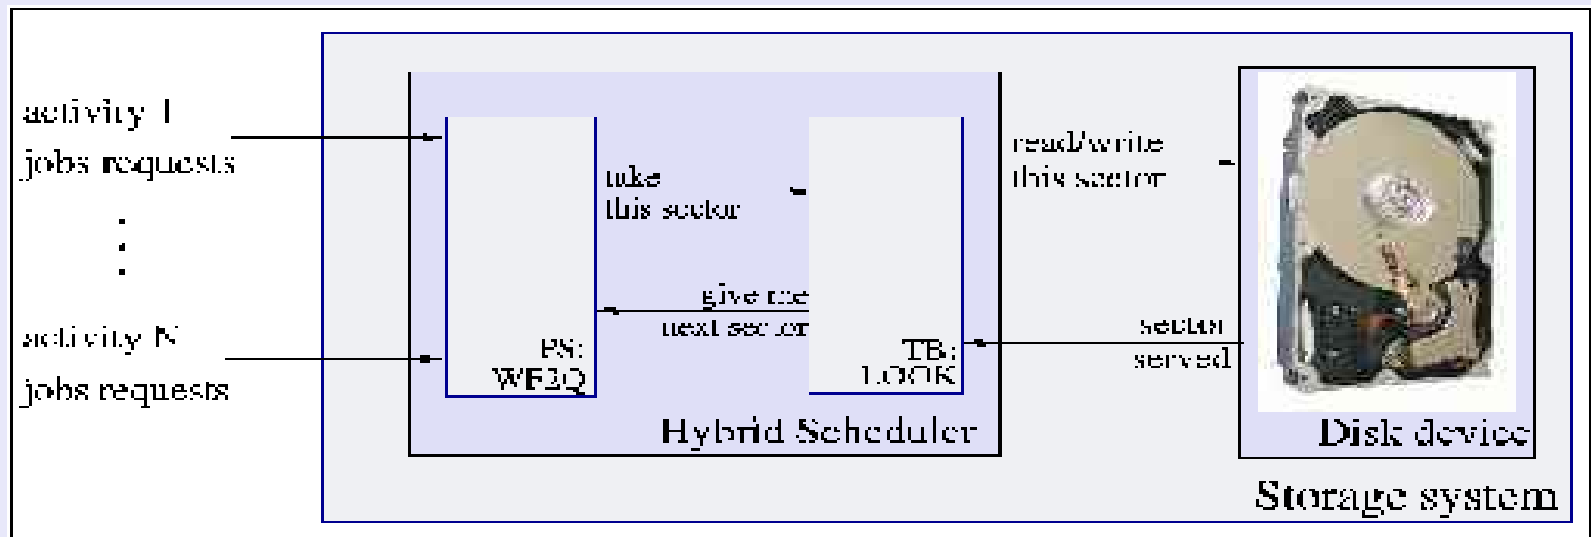 activity 1
jobs requests
activity N
jobs requests
take
this sector
give me
next sector
PS:
WF2Q
TB:
LOOK
Hybrid Scheduler
read/write
this sector
sector
served
Disk device
Storage system